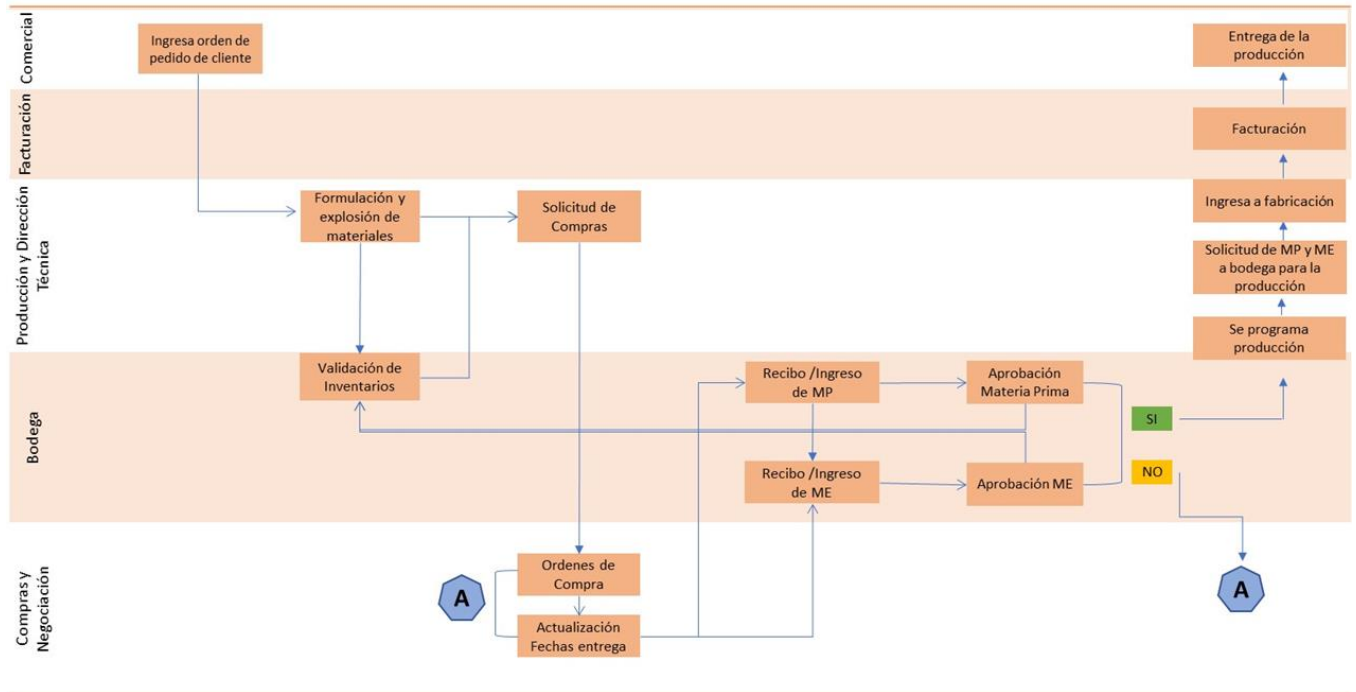 Comercial
Ingresa orden de
pedido de cliente
Entrega de la
producción
Facturación
Facturación
Producción y Dirección
Técnica
Formulación y
explosión de
materiales
Solicitud de
Compras
Ingresa a fabricación
Solicitud de MP y ME
a bodega para la
producción
Se programa
producción
Bodega
Validación de
Inventarios
Recibo /Ingreso
de MP
Aprobación
Materia Prima
SI
Recibo /Ingreso
de ME
Aprobación ME
NO
Compras y
Negociación
A
Ordenes de
Compra
Actualización
Fechas entrega
A